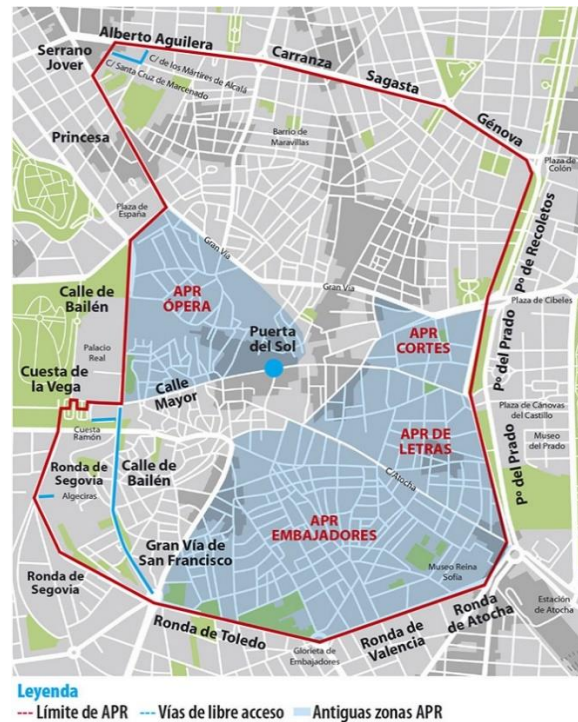 Alberto Aguilera
Serrano
Jover
C/ de los Mártires de Alcalá
C/ Santa Cruz de Marcenado
Carranza
Sagasta
Génova
Princesa
Barrio de
Maravillas
Plaza de
Colón
Plaza de
España
Gran Vía
Pº de Recoletos
Calle de
Bailén
APR
ÓPERA
Gran Vía
Plaza de Cibeles
Puerta
del Sol
APR
CORTES
Palacio
Real
Cuesta de
la Vega
Calle
Mayor
Pº del Prado
Plaza de Cánovas
del Castillo
Cuesta
Ramón
APR DE
LETRAS
Museo
del Prado
Ronda de
Segovia
Calle de
Bailén
C/Atocha
Pº del Prado
Algeciras
APR
EMBAJADORES
Gran Vía de
San Francisco
Museo Reina
Sofía
Ronda de
Segovia
Ronda de Toledo
Glorieta de
Embajadores
Ronda de
Valencia
Ronda
de Atocha
Estación
de Atocha
Leyenda
Límite de APR Vías de libre acceso Antiguas zonas APR